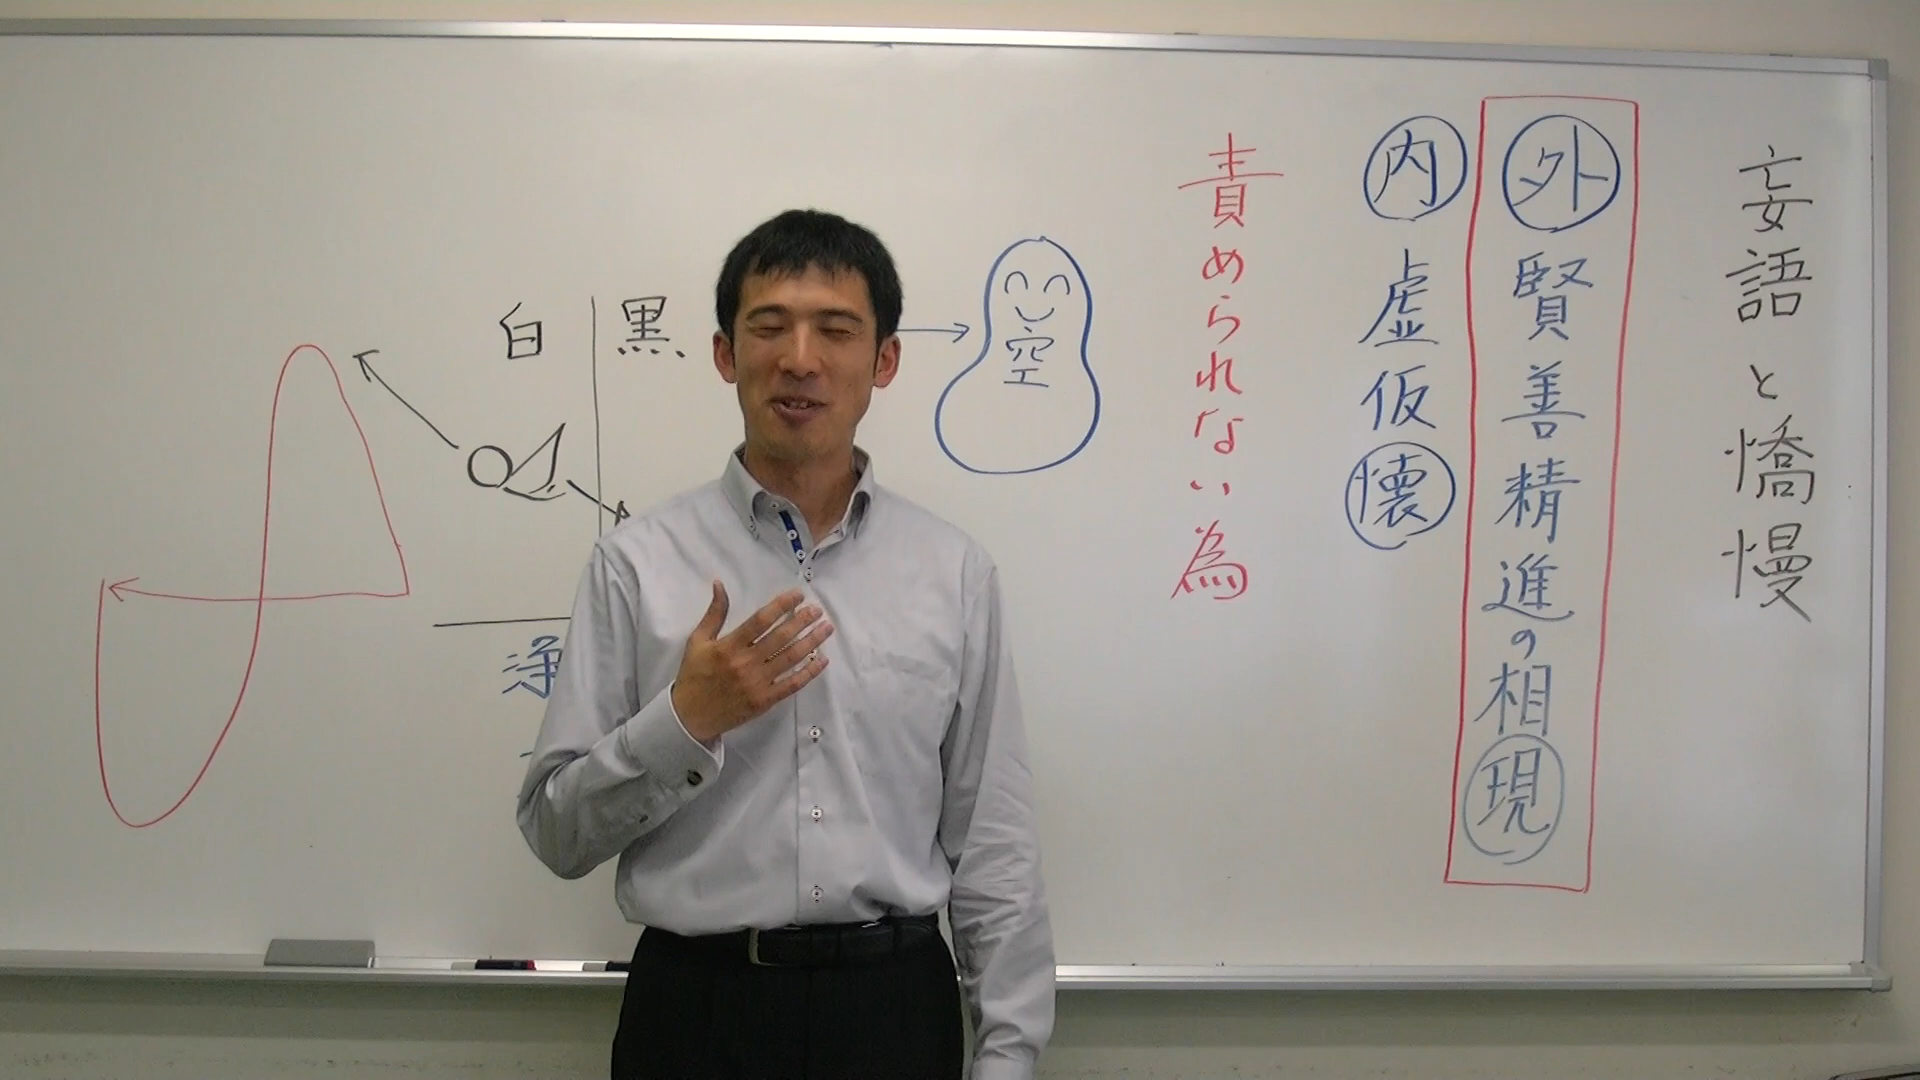 妄語と憍慢
外 賢善精進の相現
内 虚仮懐
責められない為
空
黒
白
浄